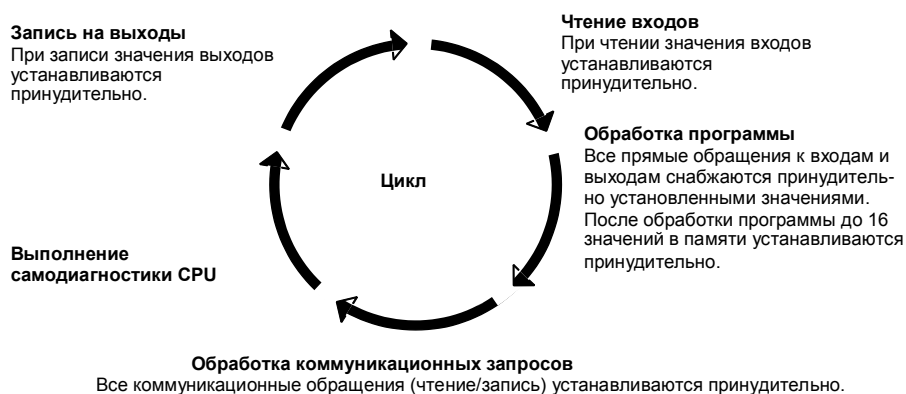 Запись на выходы
При записи значения выходов
устанавливаются
принудительно.
Чтение входов
При чтении значения входов
устанавливаются
принудительно.
Обработка программы
Все прямые обращения к входам и
выходам снабжаются принудитель-
но установленными значениями.
После обработки программы до 16
значений в памяти устанавливаются
принудительно.
Цикл
Выполнение
самодиагностики CPU
Обработка коммуникационных запросов
Все коммуникационные обращения (чтение/запись) устанавливаются принудительно.